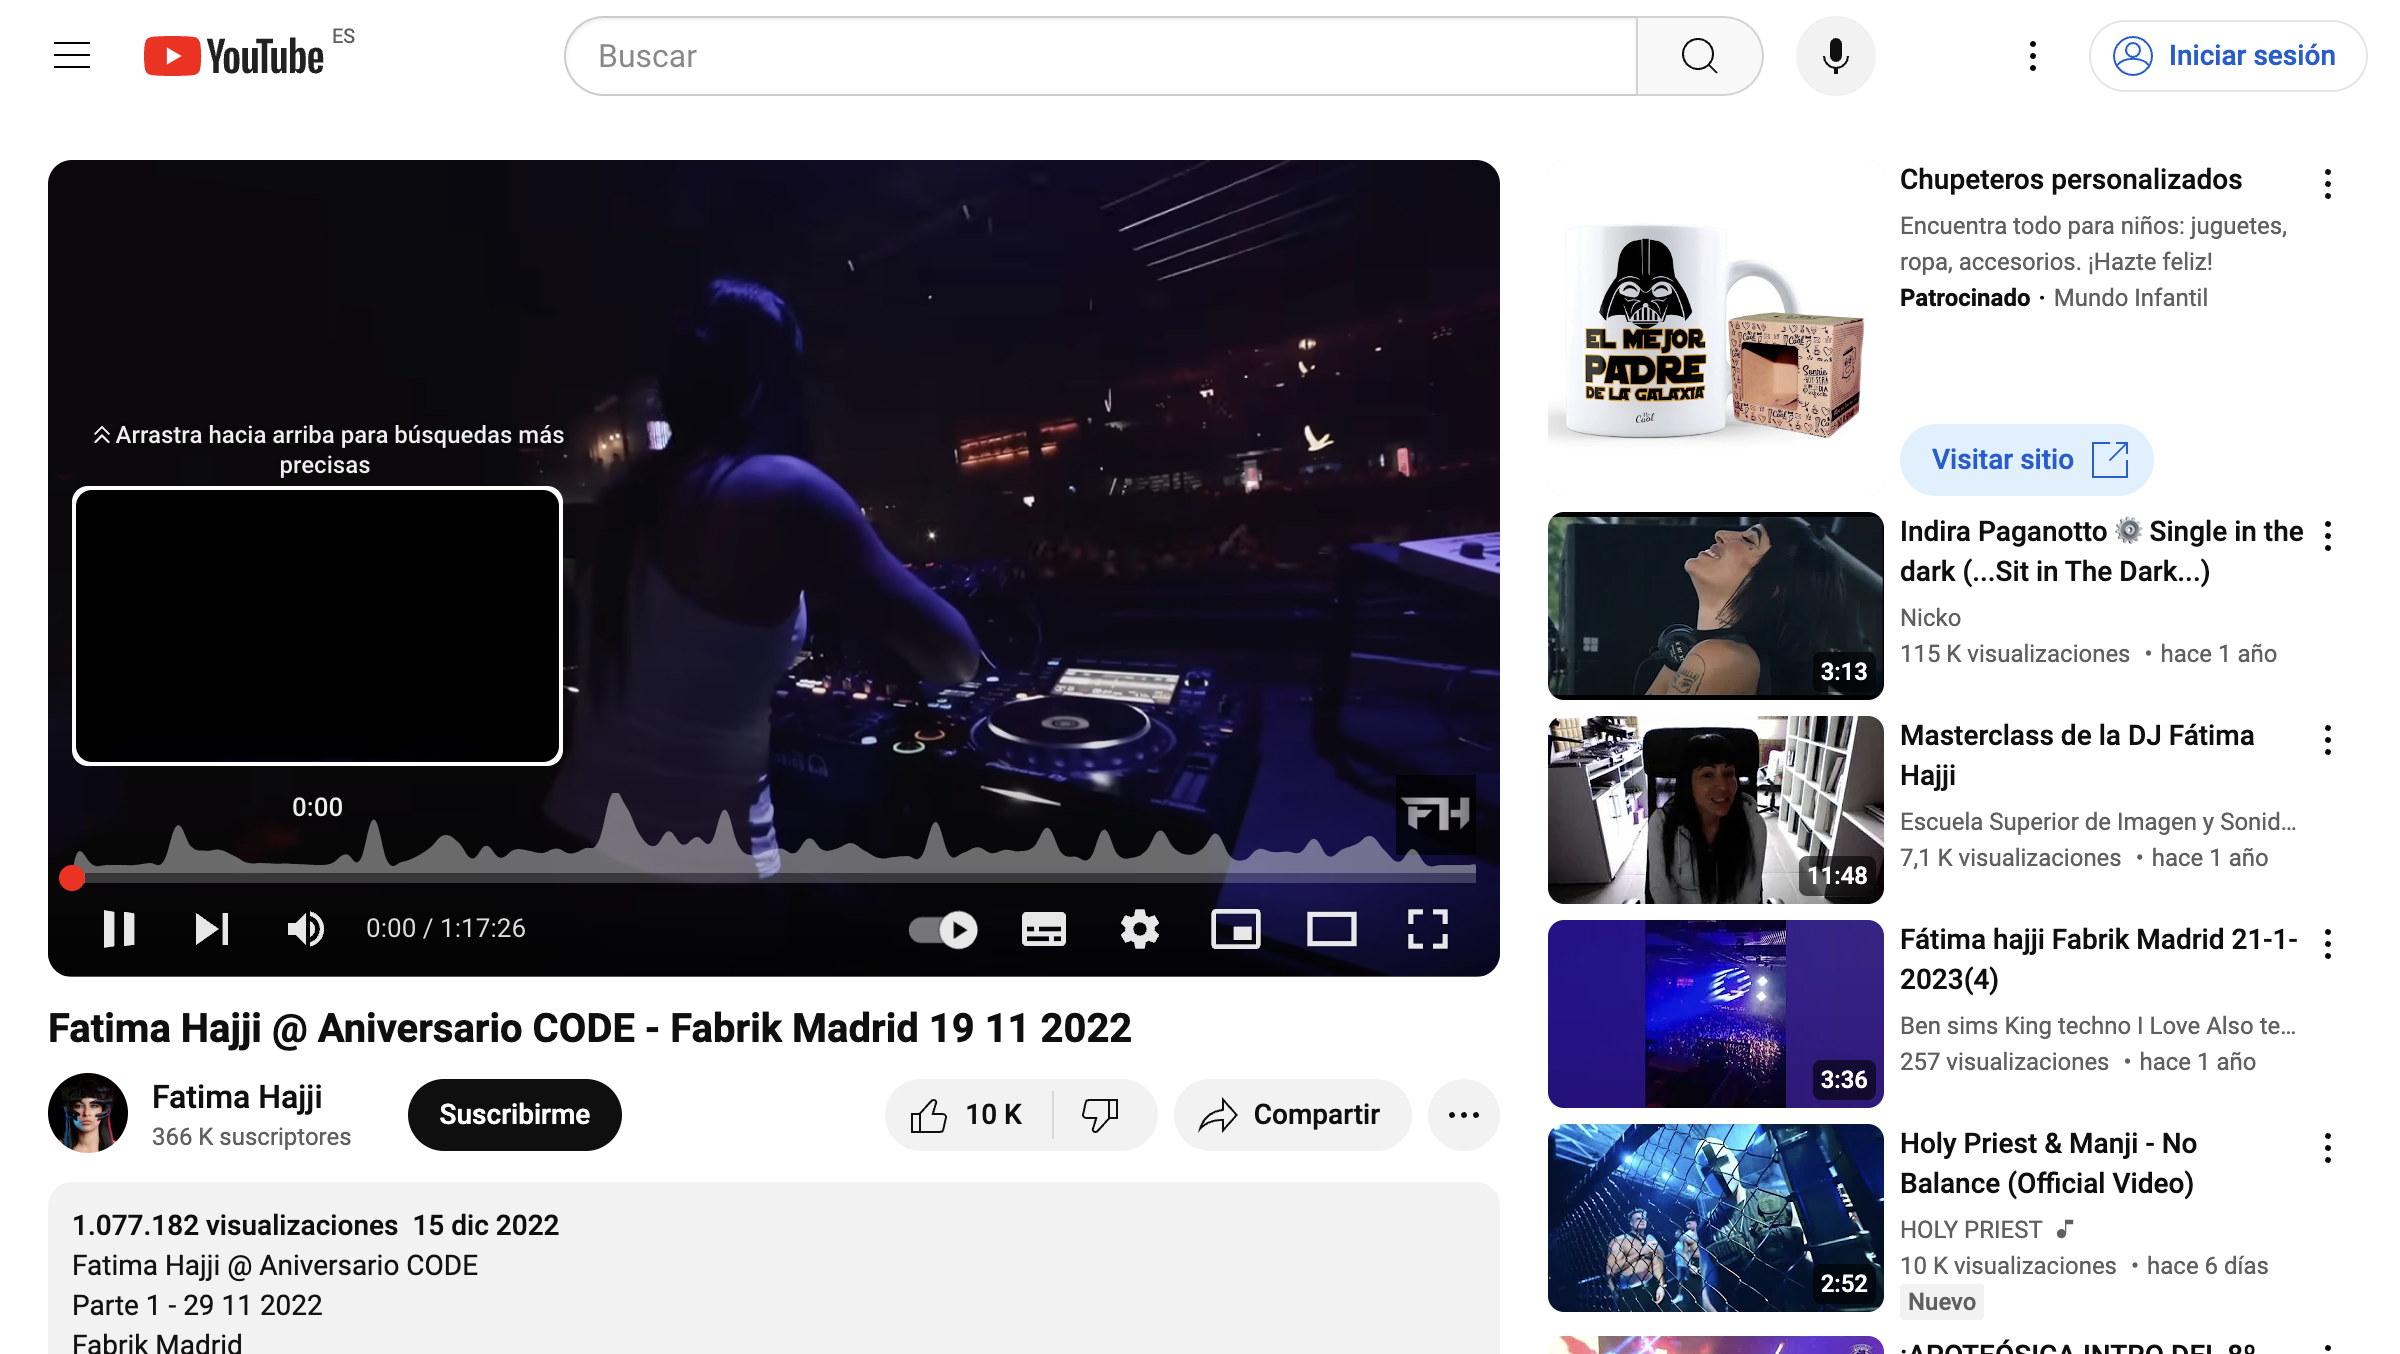 YouTube ES
Buscar
Iniciar sesión
Arrastra hacia arriba para búsquedas más
precisas
0:00
FH
0:00 / 1:17:26
Fatima Hajji @ Aniversario CODE - Fabrik Madrid 19 11 2022
Fatima Hajji
366 K suscriptores
Suscribirme
10 K
Compartir
1.077.182 visualizaciones 15 dic 2022
Fatima Hajji @ Aniversario CODE
Parte 1 - 29 11 2022
Fabrik Madrid
EL MEJOR
PADRE
DE LA GALAXIA
Chupeteros personalizados
Encuentra todo para niños: juguetes,
ropa, accesorios. ¡Hazte feliz!
Patrocinado · Mundo Infantil
Visitar sitio
3:13
Indira Paganotto ⚙️ Single in the
dark (...Sit in The Dark...)
Nicko
115 K visualizaciones • hace 1 año
11:48
Masterclass de la DJ Fátima
Hajji
Escuela Superior de Imagen y Sonid...
7,1 K visualizaciones • hace 1 año
3:36
Fátima hajji Fabrik Madrid 21-1-
2023(4)
Ben sims King techno I Love Also te...
257 visualizaciones • hace 1 año
2:52
Holy Priest & Manji - No
Balance (Official Video)
HOLY PRIEST
10 K visualizaciones • hace 6 días
Nuevo
¡APOTEÓSICA INTRO DEL 8º